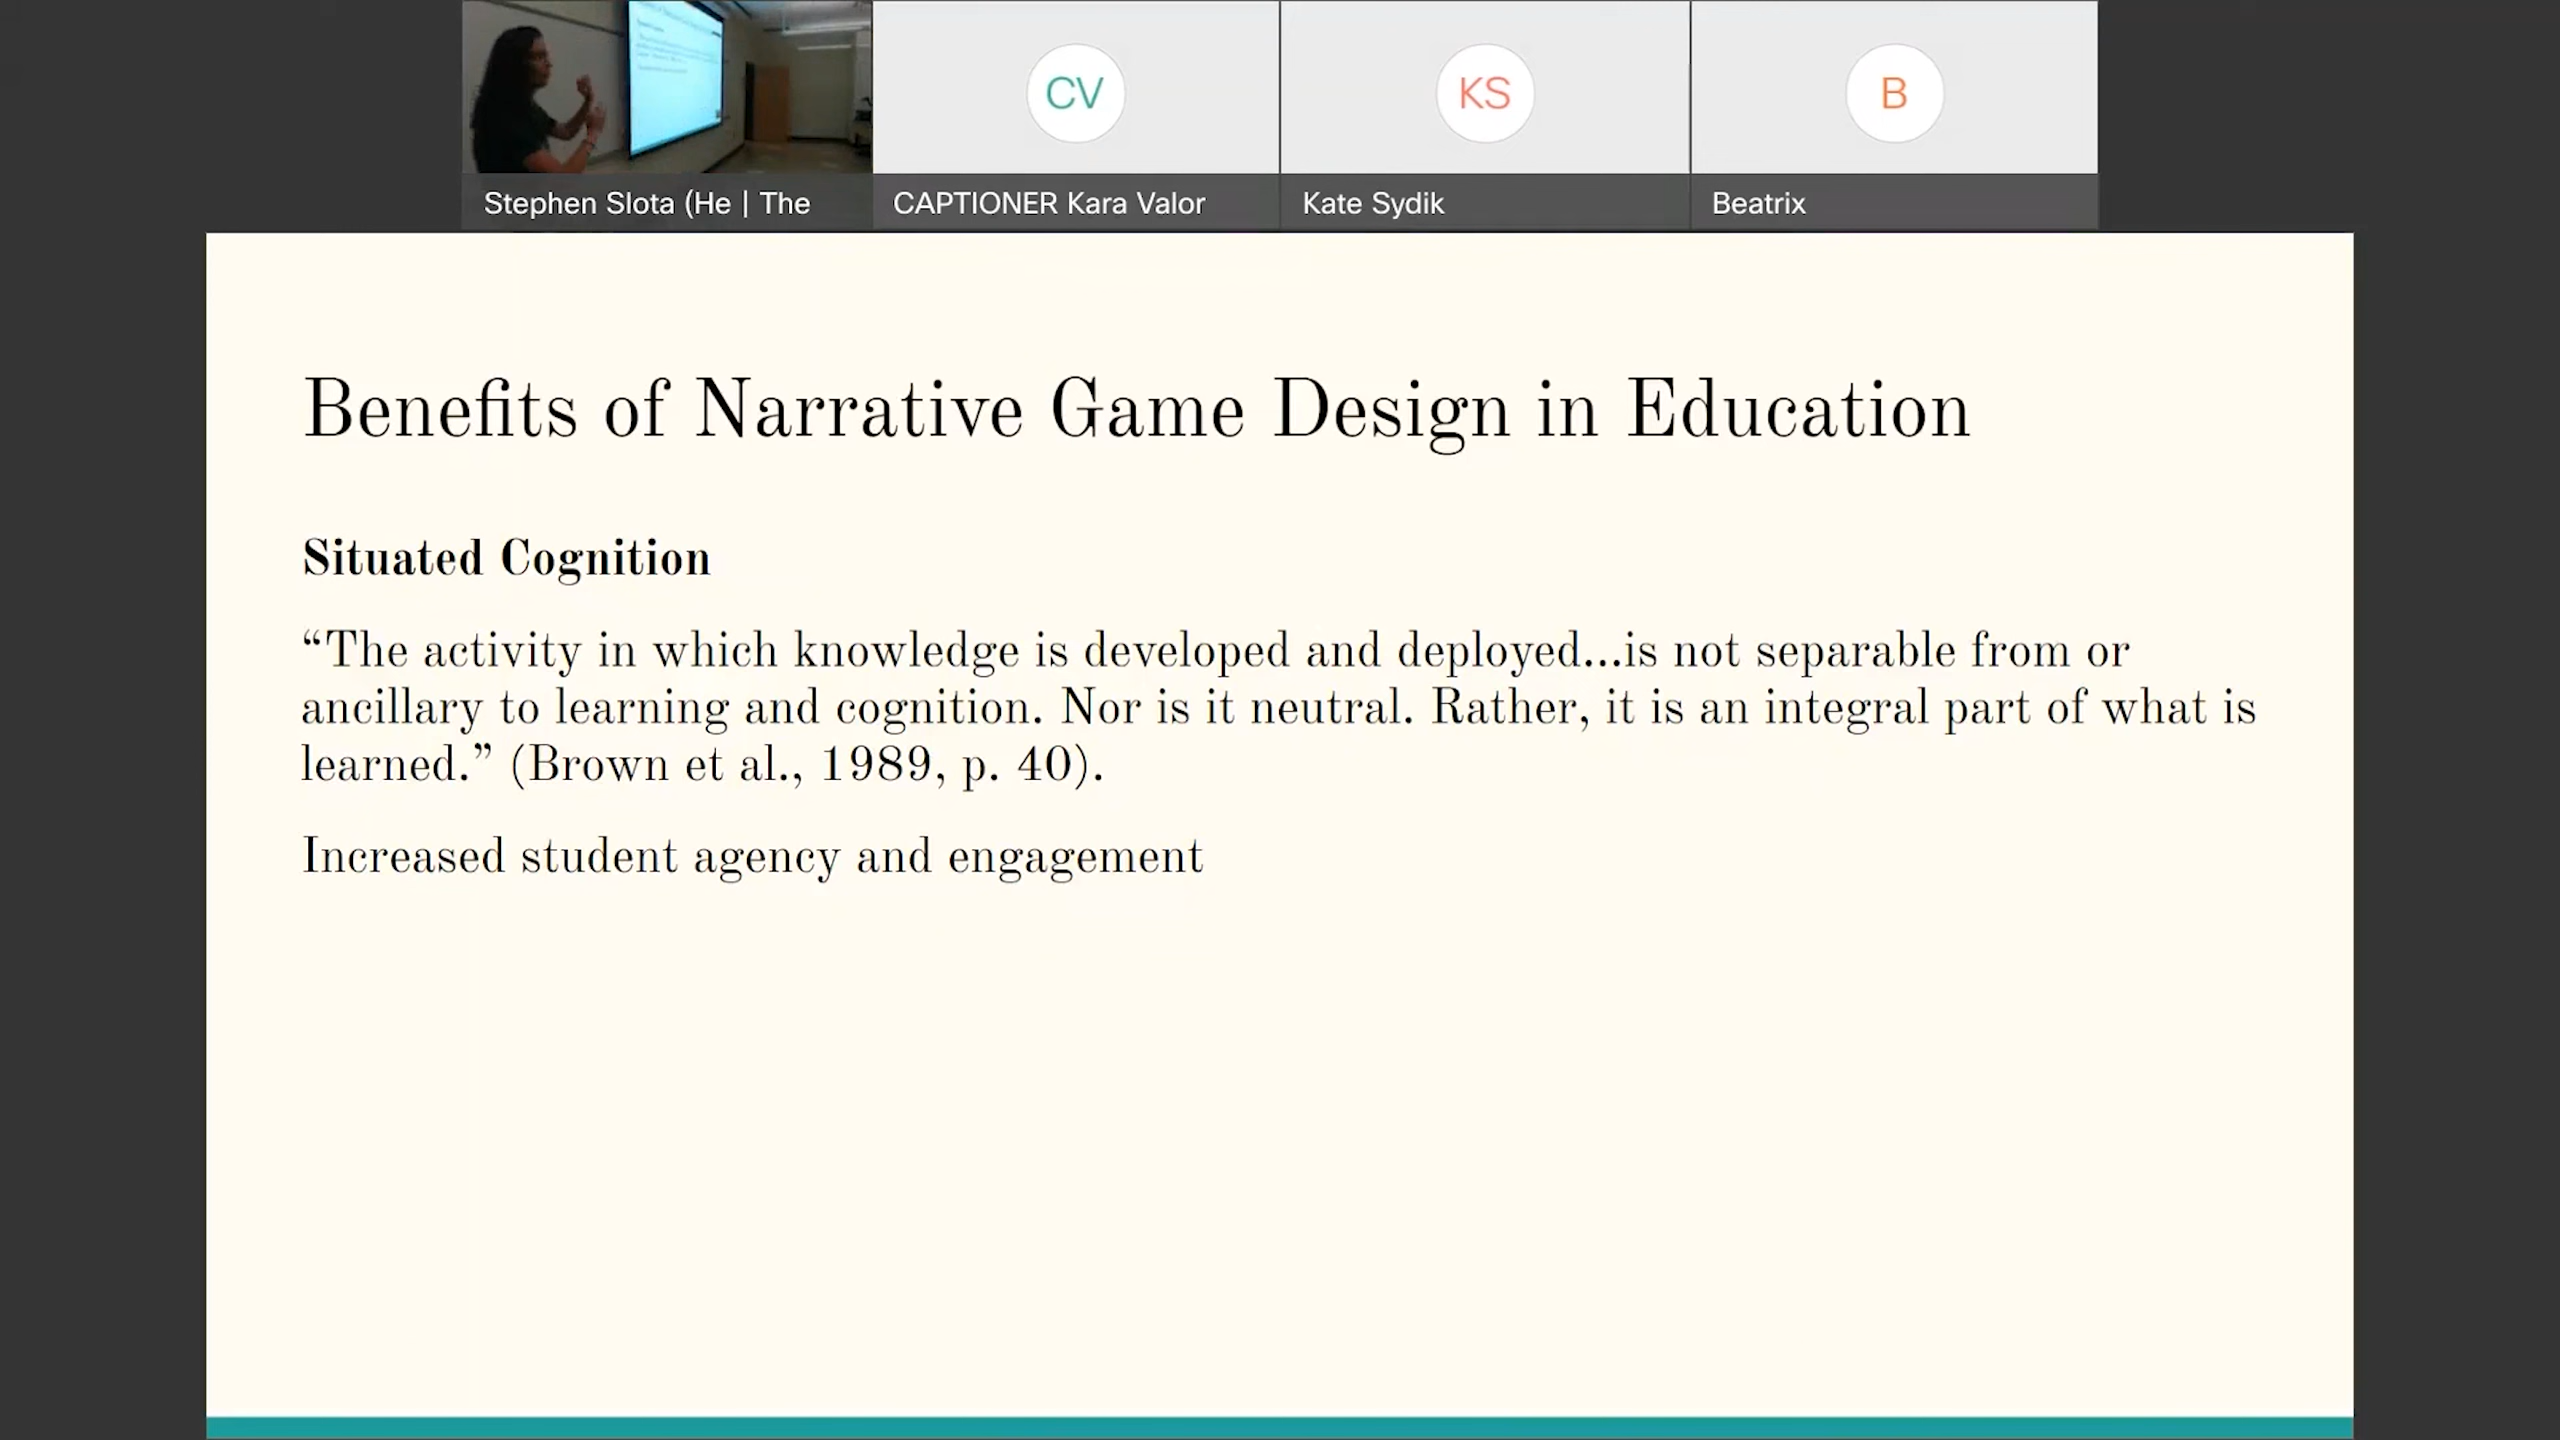 CV
KS
B
Stephen Slota (He | The
CAPTIONER Kara Valor
Kate Sydik
Beatrix
Benefits of Narrative Game Design in Education
Situated Cognition
“The activity in which knowledge is developed and deployed...is not separable from or
ancillary to learning and cognition. Nor is it neutral. Rather, it is an integral part of what is
learned.” (Brown et al., 1989, p. 40).
Increased student agency and engagement